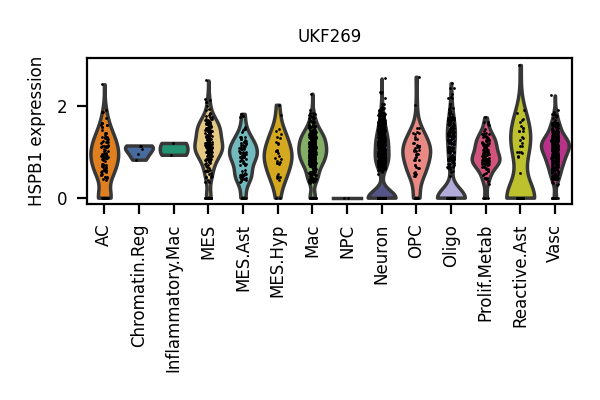 UKF269
HSPB1 expression
2
0
AC
Chromatin.Reg
Inflammatory.Mac
MES
MES.Ast
MES.Hyp
Mac
NPC
Neuron
OPC
Oligo
Prolif.Metab
Reactive.Ast
Vasc